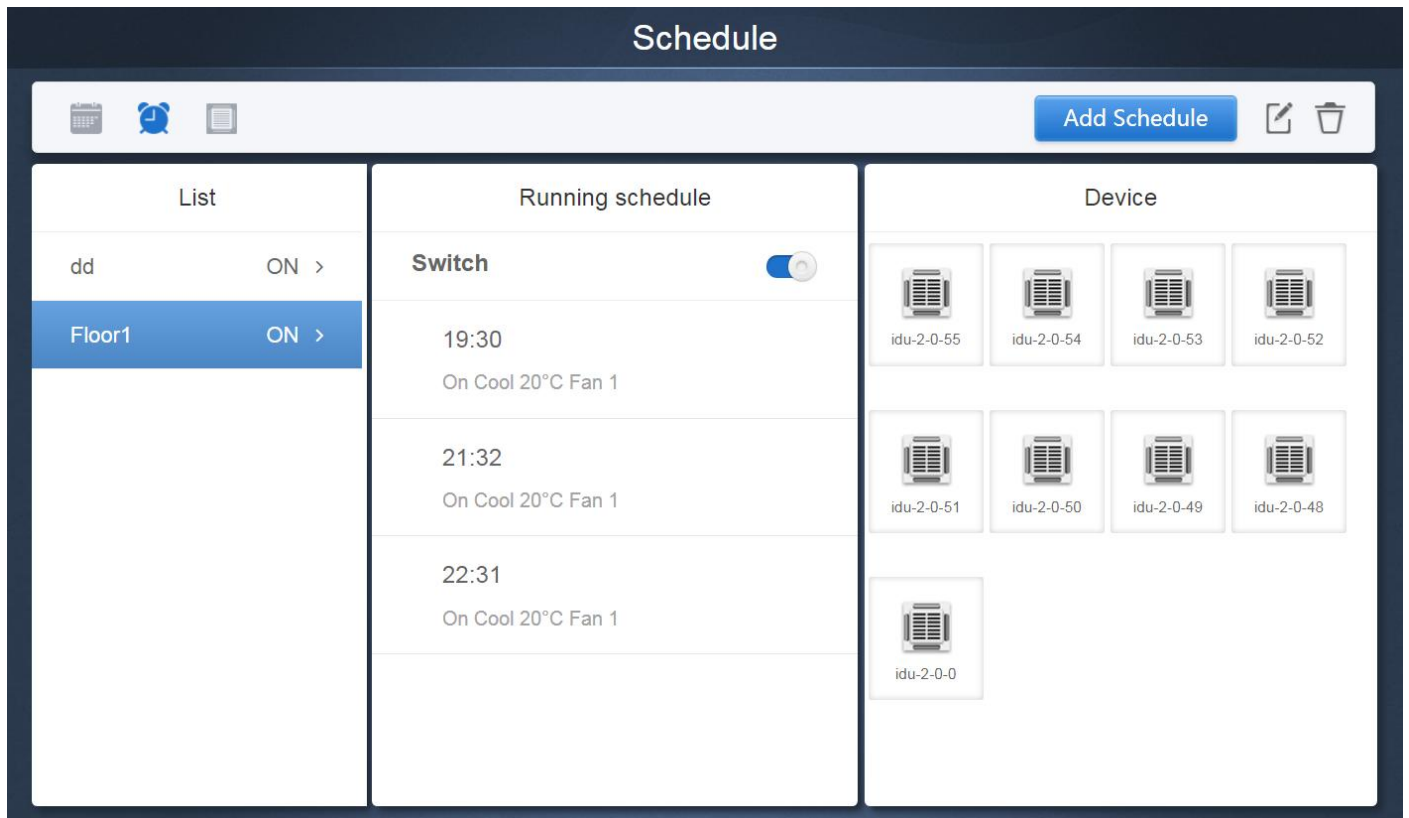 Schedule
Add Schedule
List
dd ON >
Floor1 ON >
Running schedule
Switch
19:30
On Cool 20°C Fan 1
21:32
On Cool 20°C Fan 1
22:31
On Cool 20°C Fan 1
Device
idu-2-0-55 idu-2-0-54 idu-2-0-53 idu-2-0-52
idu-2-0-51 idu-2-0-50 idu-2-0-49 idu-2-0-48
idu-2-0-0